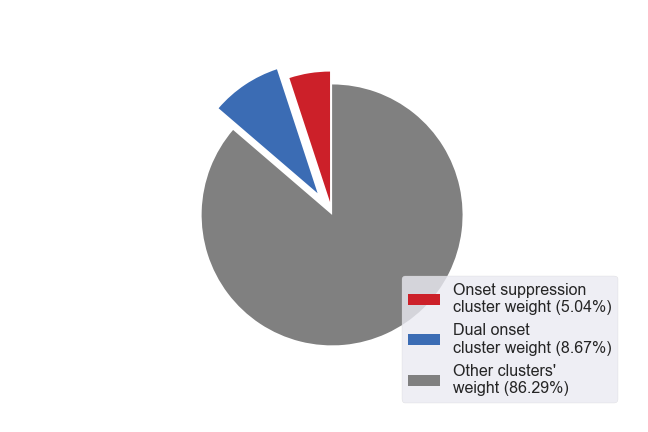 Onset suppression
cluster weight (5.04%)
Dual onset
cluster weight (8.67%)
Other clusters'
weight (86.29%)